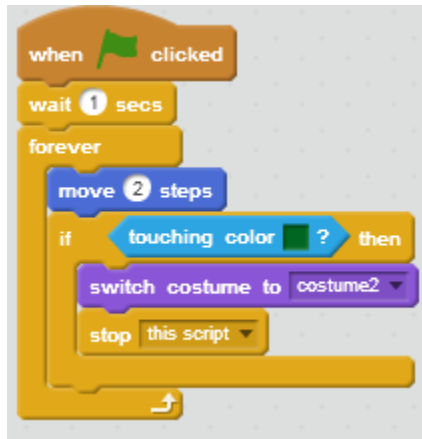 when clicked
wait 1 secs
forever
move 2 steps
if touching color ? then
switch costume to costume2
stop this script